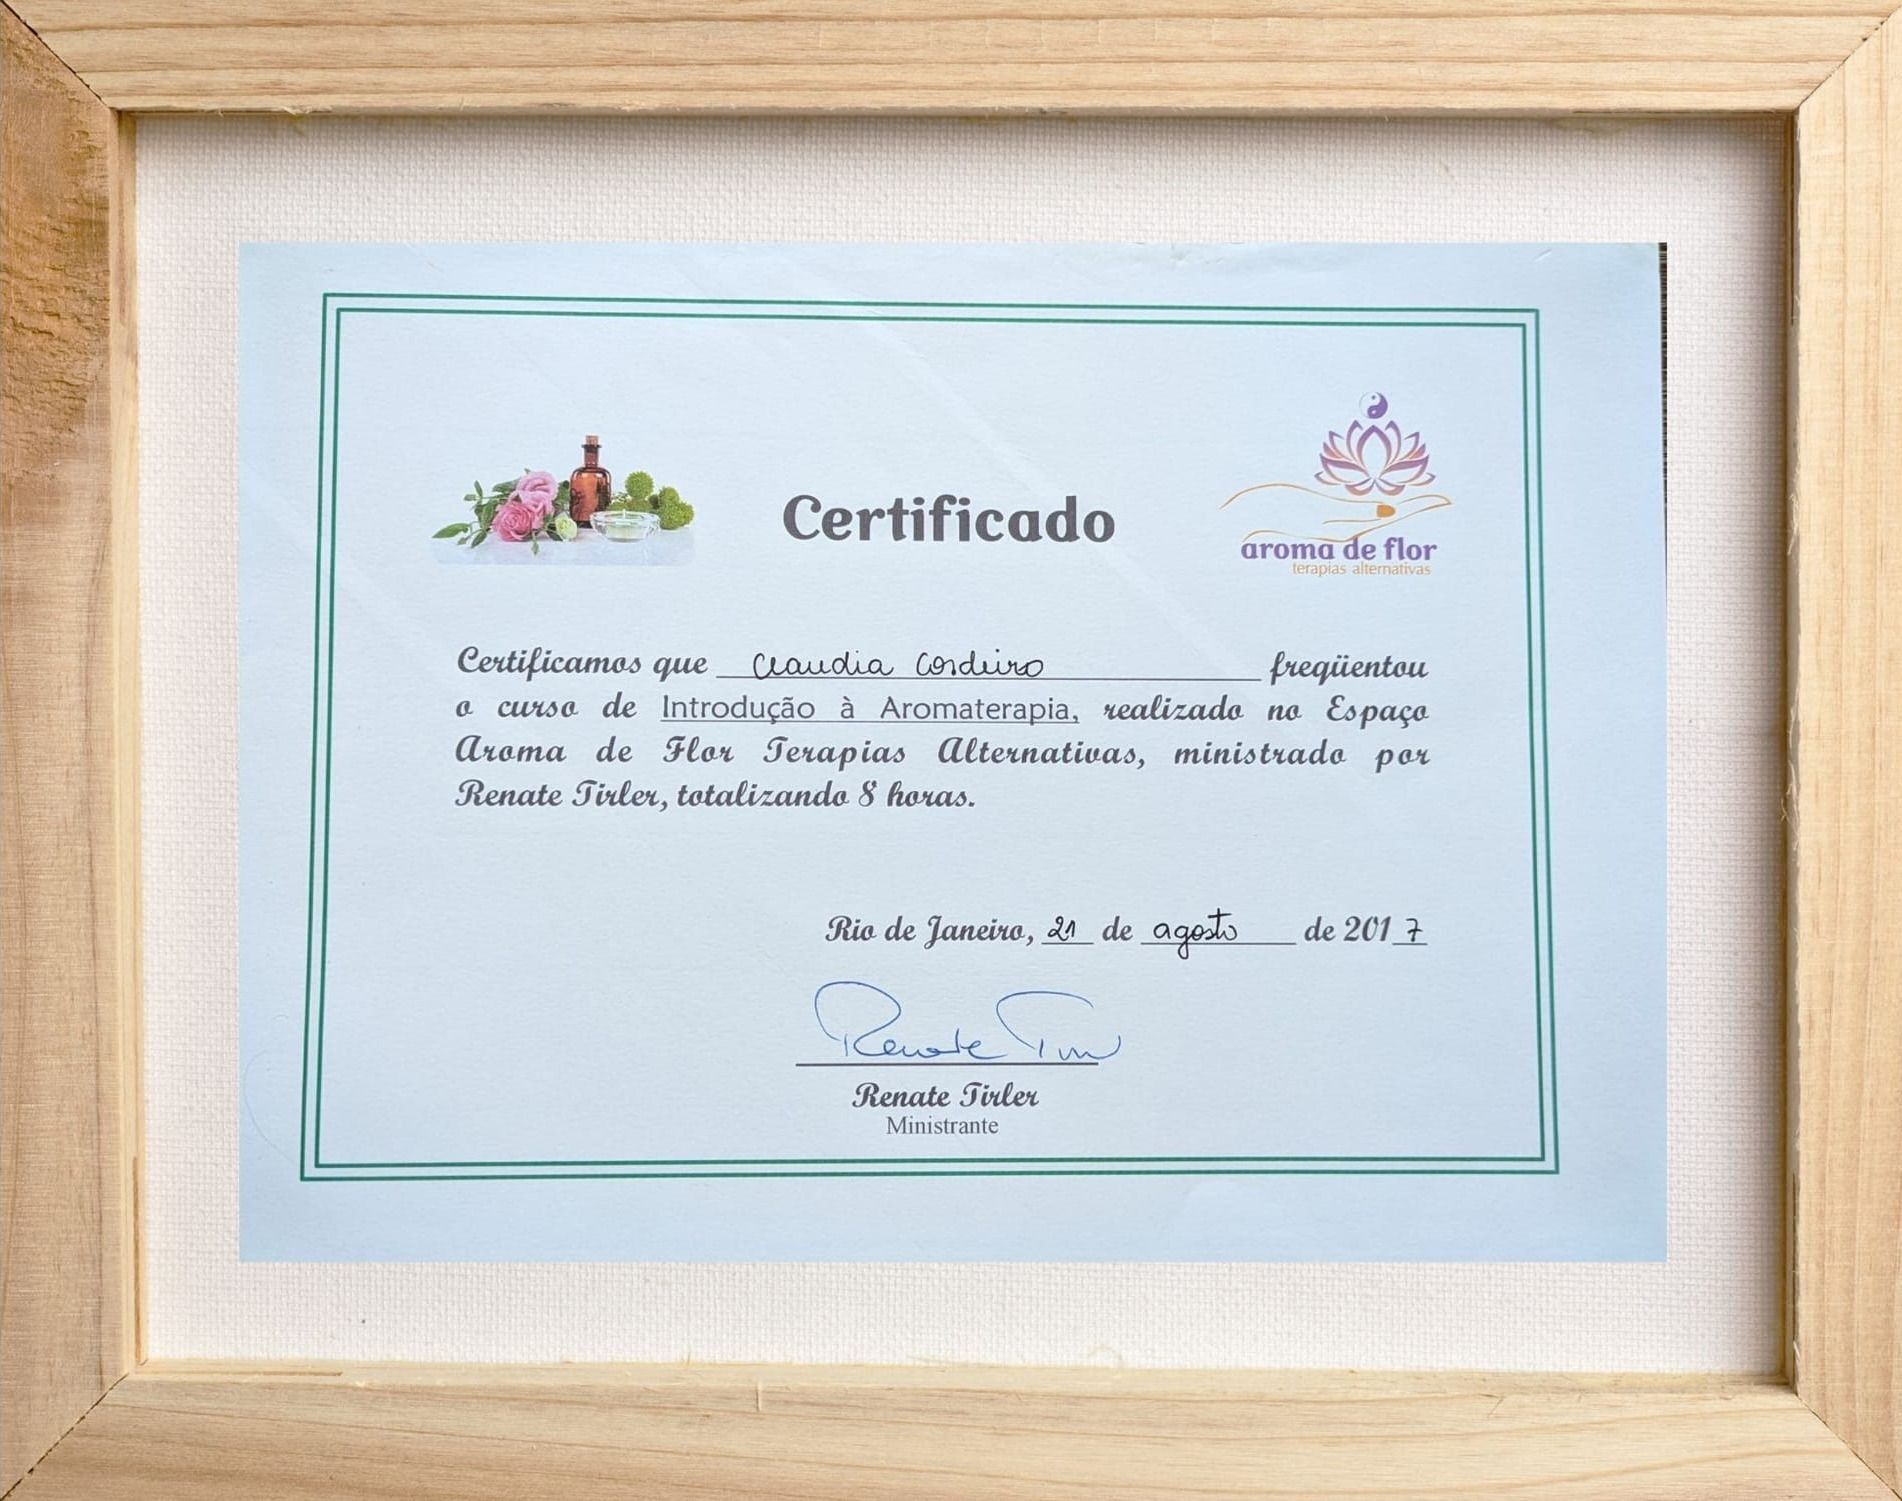 Certificado
aroma de flor
terapias alternativas
Certificamos que Claudia Cordeiro freqüentou
o curso de Introdução à Aromaterapia, realizado no Espaço
Aroma de Flor Terapias Alternativas, ministrado por
Renate Tirler, totalizando 8 horas.
Rio de Janeiro, 21 de agosto de 2017
Renate Tirler
Renate Tirler
Ministrante